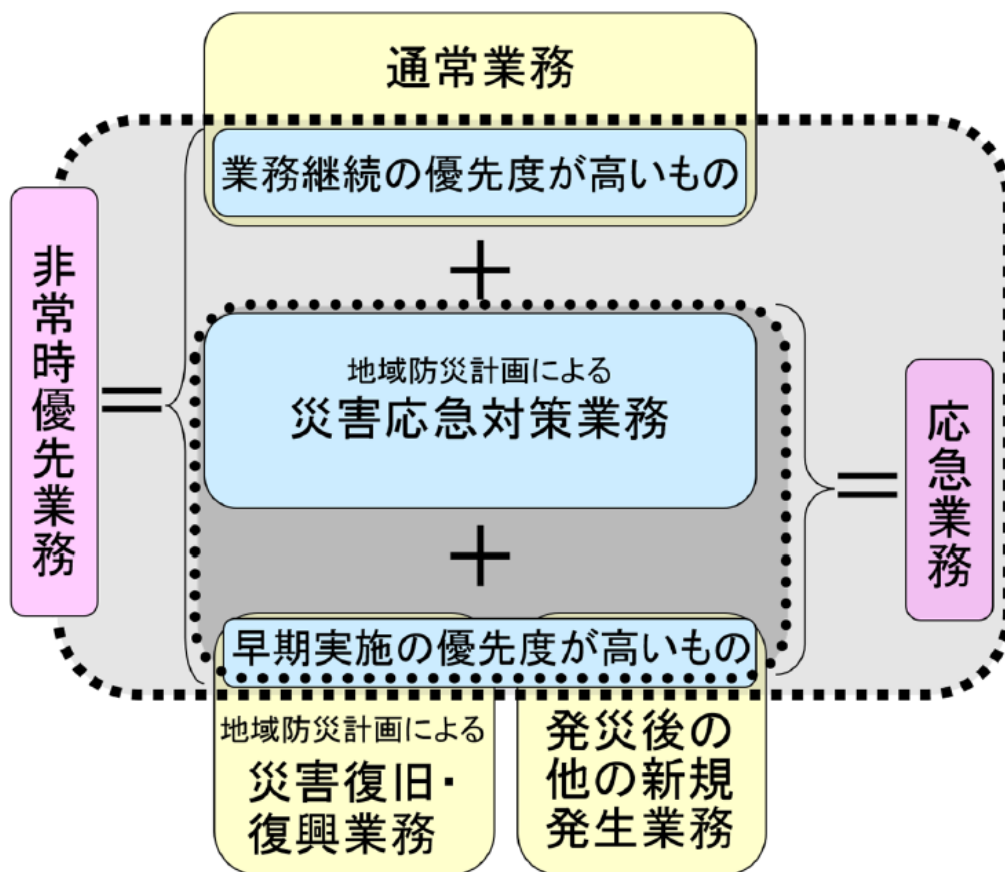 通常業務
業務継続の優先度が高いもの
＋
非常時優先業務
＝
地域防災計画による
災害応急対策業務
＝
応急業務
＋
早期実施の優先度が高いもの
地域防災計画による
災害復旧・
復興業務
発災後の
他の新規
発生業務